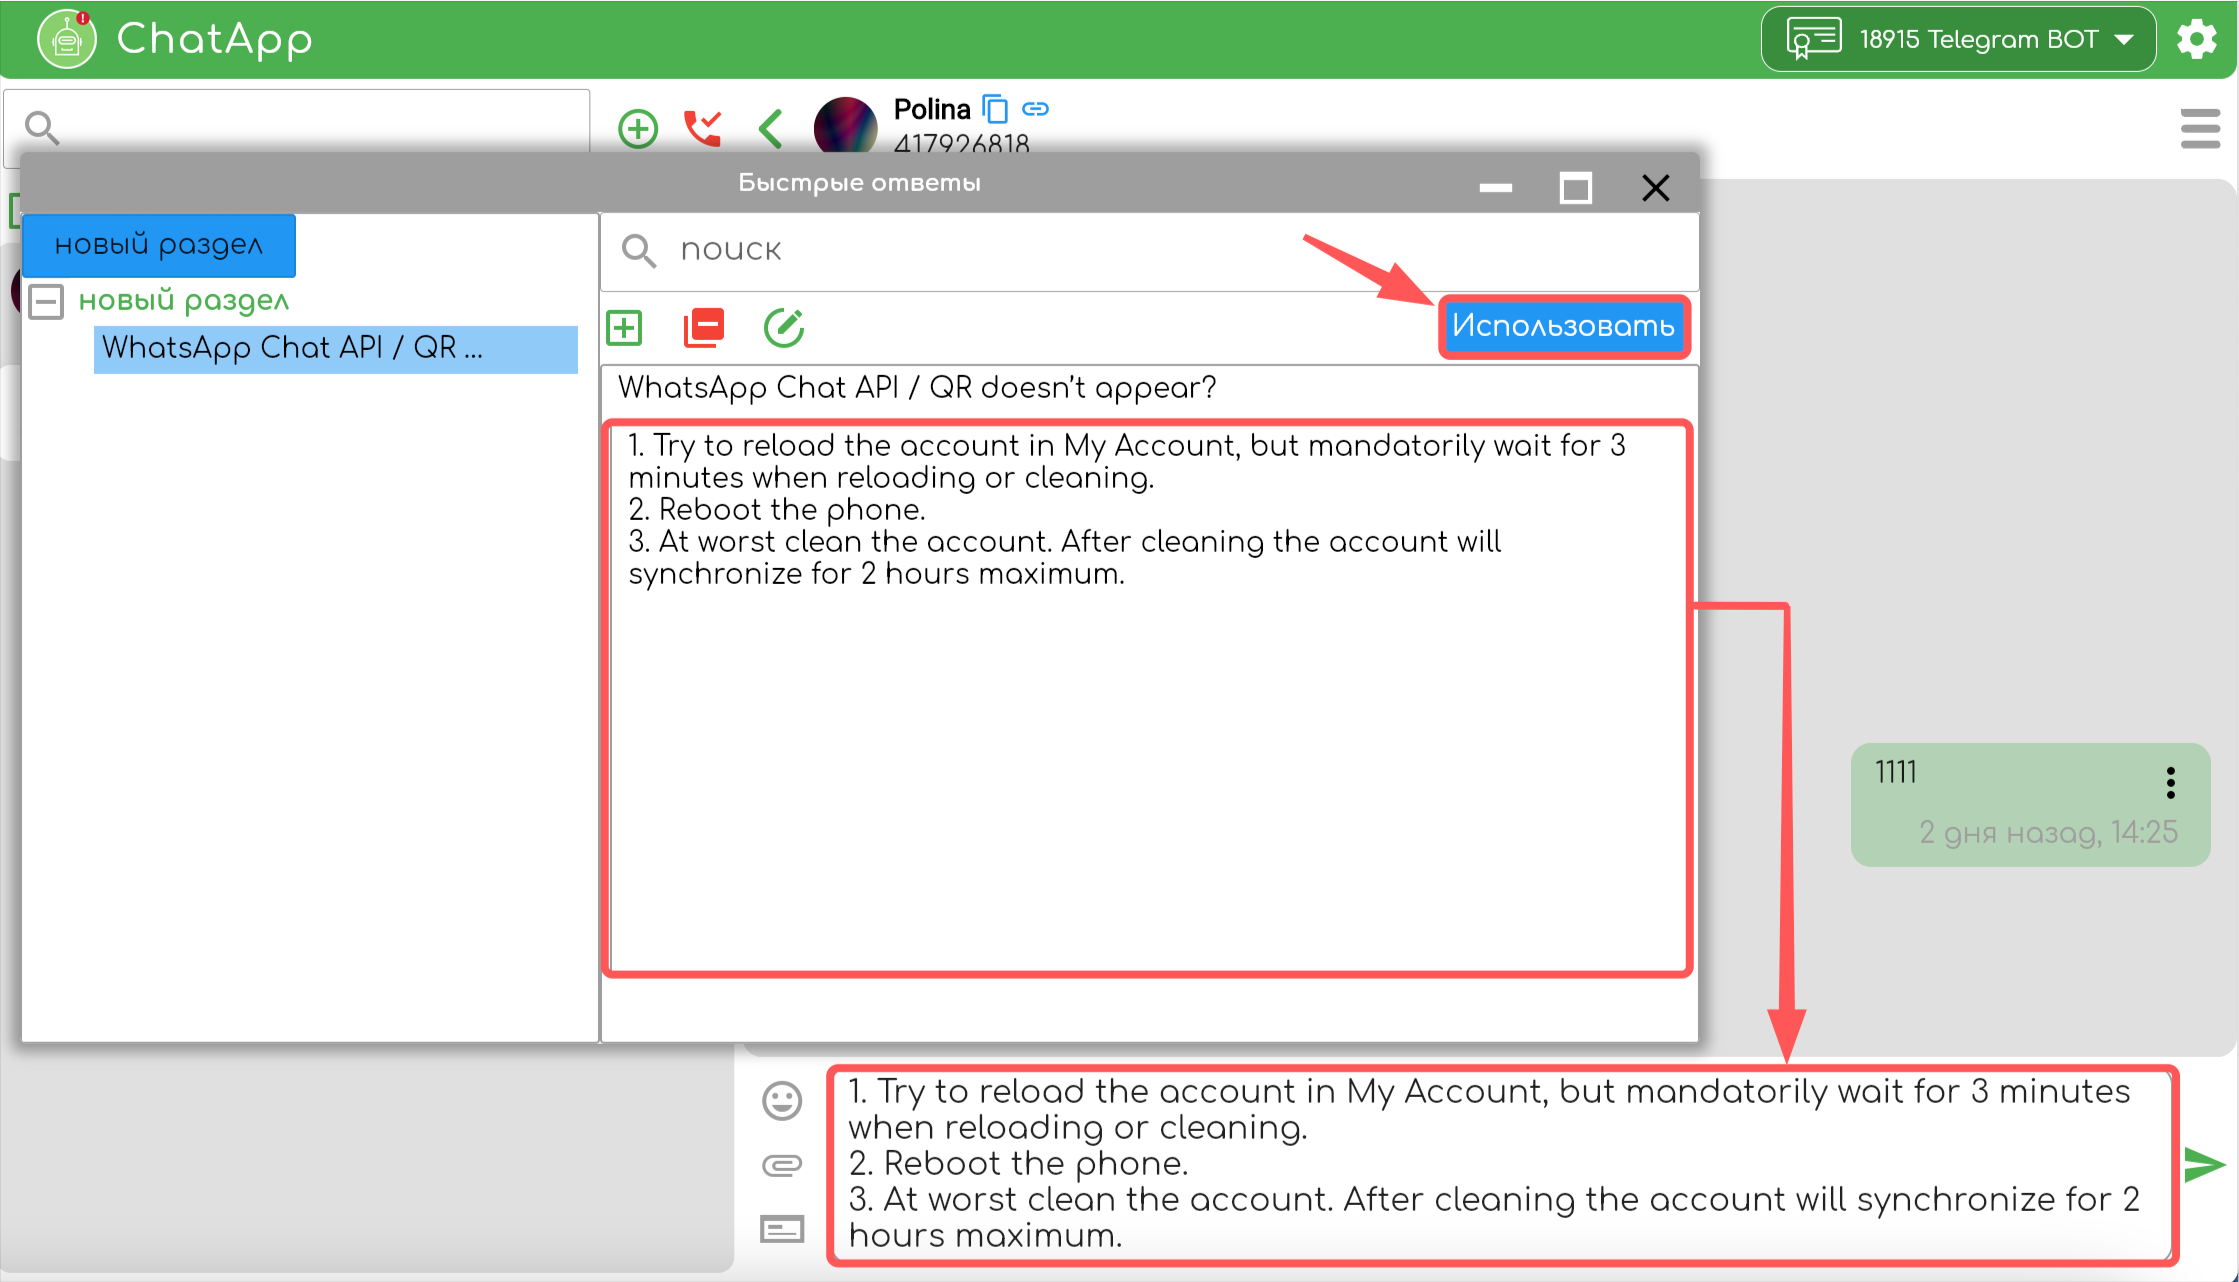 ChatApp
18915 Telegram BOT
Polina
417926818
Быстрые ответы
новый раздел
новый раздел
WhatsApp Chat API / QR ...
поиск
Использовать
WhatsApp Chat API / QR doesn't appear?
1. Try to reload the account in My Account, but mandatorily wait for 3
minutes when reloading or cleaning.
2. Reboot the phone.
3. At worst clean the account. After cleaning the account will
synchronize for 2 hours maximum.
1111
2 дня назад, 14:25
1. Try to reload the account in My Account, but mandatorily wait for 3 minutes
when reloading or cleaning.
2. Reboot the phone.
3. At worst clean the account. After cleaning the account will synchronize for 2
hours maximum.